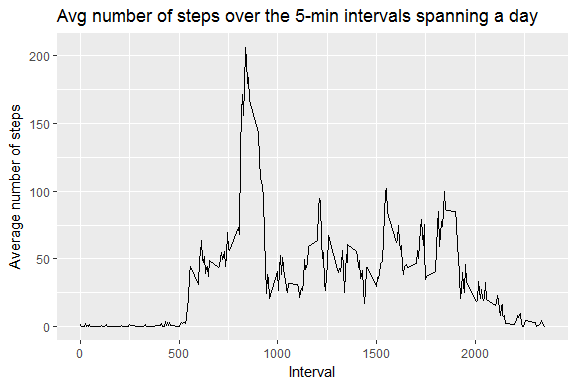 Avg number of steps over the 5-min intervals spanning a day
Average number of steps
200
150
100
50
0
0 500 1000 1500 2000
Interval